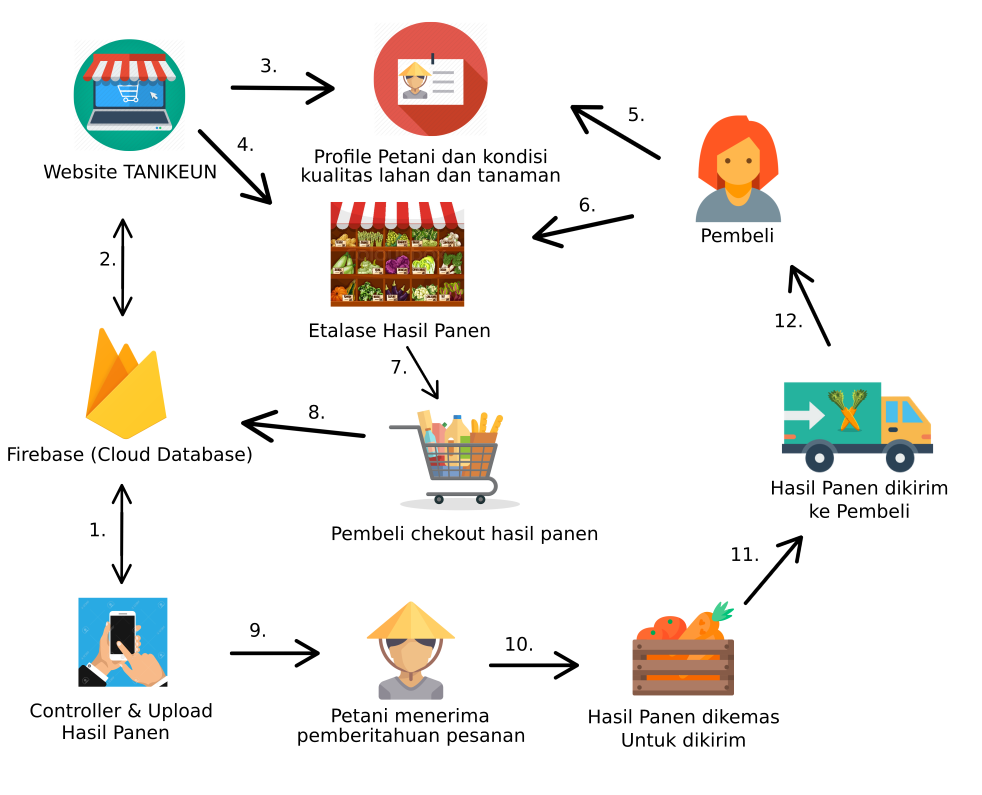 3.
4.
5.
Website TANIKEUN
Profile Petani dan kondisi
kualitas lahan dan tanaman
6.
Pembeli
2.
Etalase Hasil Panen
12.
7.
8.
Firebase (Cloud Database)
Hasil Panen dikirim
ke Pembeli
1.
Pembeli chekout hasil panen
11.
9.
10.
Controller & Upload
Hasil Panen
Petani menerima
pemberitahuan pesanan
Hasil Panen dikemas
Untuk dikirim